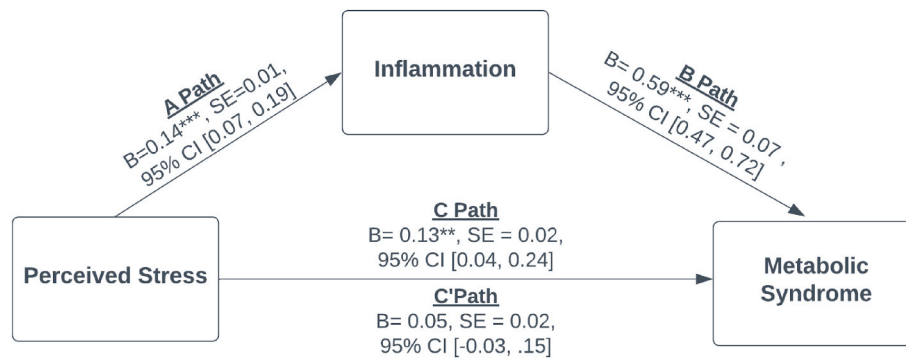 Inflammation
A Path
B=0.14***, SE=0.01,
95% CI [0.07, 0.19]
B Path
B= 0.59***, SE = 0.07,
95% CI [0.47, 0.72]
Perceived Stress
C Path
B= 0.13**, SE = 0.02,
95% CI [0.04, 0.24]
C'Path
B= 0.05, SE = 0.02,
95% CI [-0.03, .15]
Metabolic
Syndrome